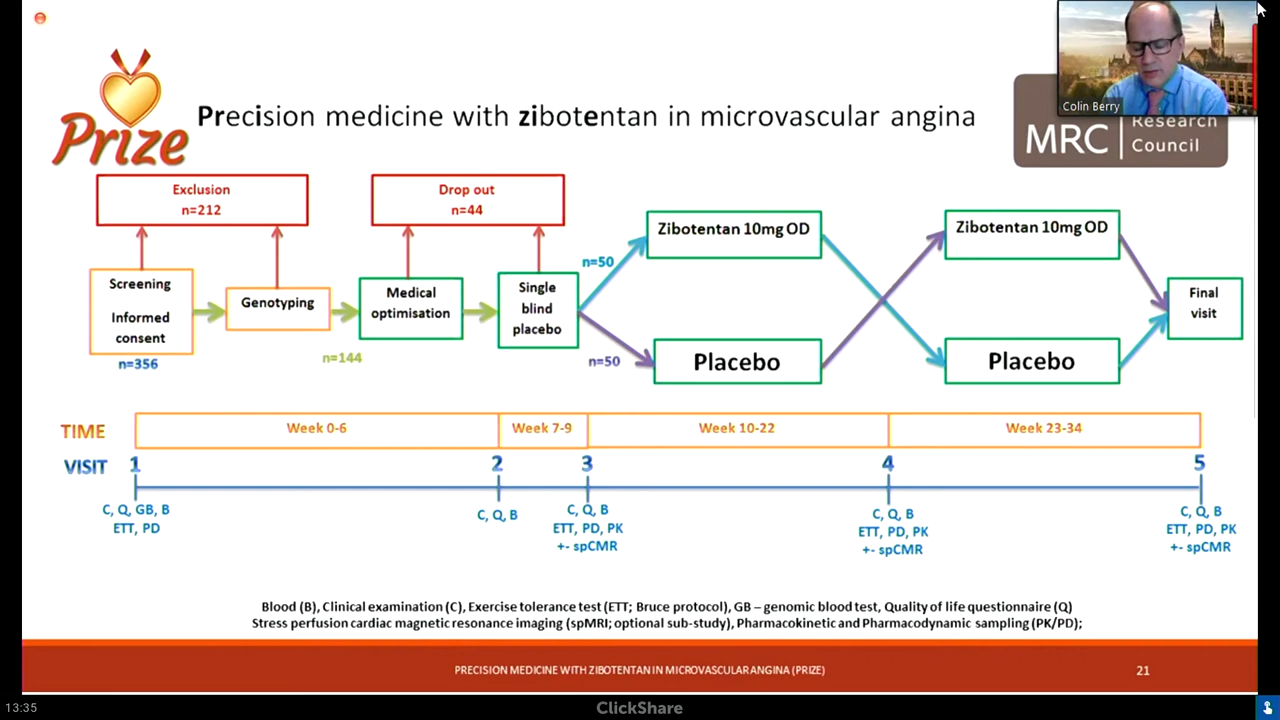 Colin Berry
Prize
Precision medicine with zibotentan in microvascular angina
MRC
Research
Council
Exclusion
n=212
Drop out
n=44
Screening
Informed
consent
n=356
Genotyping
n=144
Medical
optimisation
Single
blind
placebo
n=50
n=50
Zibotentan 10mg OD
Placebo
Zibotentan 10mg OD
Placebo
Final
visit
TIME
Week 0-6
Week 7-9
Week 10-22
Week 23-34
VISIT
1
2
3
4
5
C, Q, GB, B
ETT, PD
C, Q, B
C, Q, B
ETT, PD, PK
+- spCMR
C, Q, B
ETT, PD, PK
+- spCMR
C, Q, B
ETT, PD, PK
+- spCMR
Blood (B), Clinical examination (C), Exercise tolerance test (ETT; Bruce protocol), GB – genomic blood test, Quality of life questionnaire (Q)
Stress perfusion cardiac magnetic resonance imaging (spMRI; optional sub-study), Pharmacokinetic and Pharmacodynamic sampling (PK/PD);
PRECISION MEDICINE WITH ZIBOTENTAN IN MICROVASCULAR ANGINA (PRIZE)
21
13:35
ClickShare